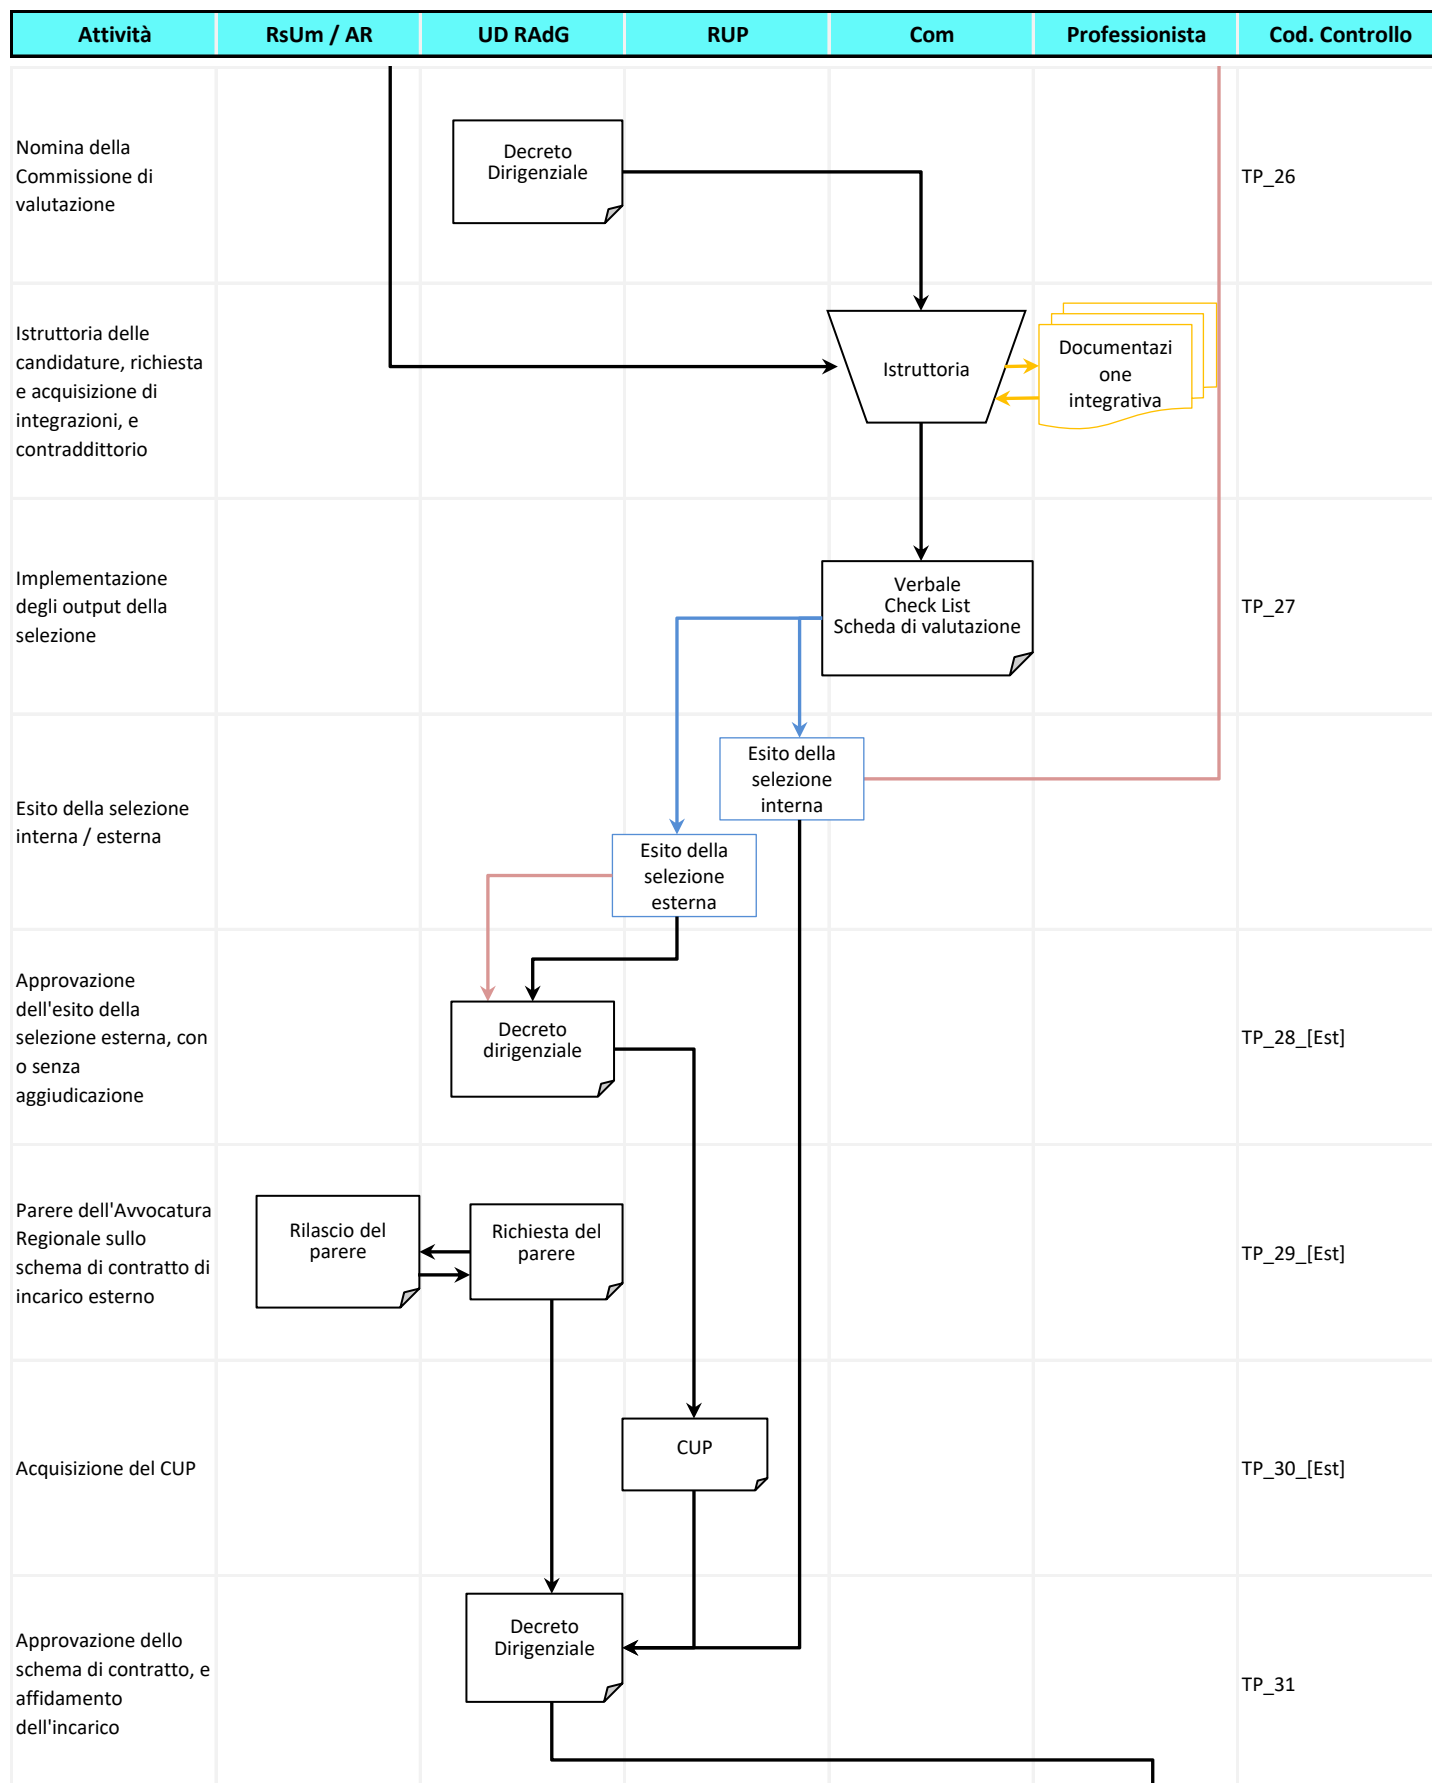 Attività RsUm / AR UD RAdG RUP Com Professionista Cod. Controllo
Nomina della
Commissione di
valutazione
Decreto
Dirigenziale
TP_26
Istruttoria delle
candidature, richiesta
e acquisizione di
integrazioni, e
contraddittorio
Istruttoria
Documentazi
one
integrativa
Implementazione
degli output della
selezione
Verbale
Check List
Scheda di valutazione
TP_27
Esito della selezione
interna / esterna
Esito della
selezione
interna
Esito della
selezione
esterna
Approvazione
dell'esito della
selezione esterna, con
o senza
aggiudicazione
Decreto
dirigenziale
TP_28_[Est]
Parere dell'Avvocatura
Regionale sullo
schema di contratto di
incarico esterno
Rilascio del
parere
Richiesta del
parere
TP_29_[Est]
Acquisizione del CUP
CUP
TP_30_[Est]
Approvazione dello
schema di contratto, e
affidamento
dell'incarico
Decreto
Dirigenziale
TP_31